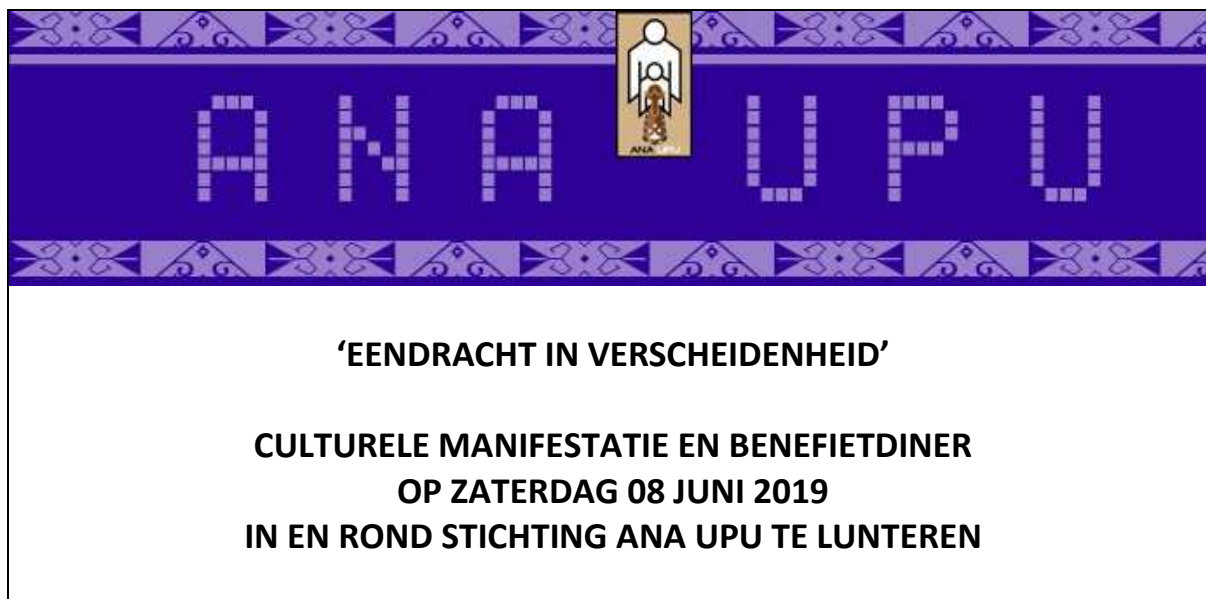 ANA UPU
ANA UPU
‘EENDRACHT IN VERSCHEIDENHEID’
CULTURELE MANIFESTATIE EN BENEFIETDINER
OP ZATERDAG 08 JUNI 2019
IN EN ROND STICHTING ANA UPU TE LUNTEREN